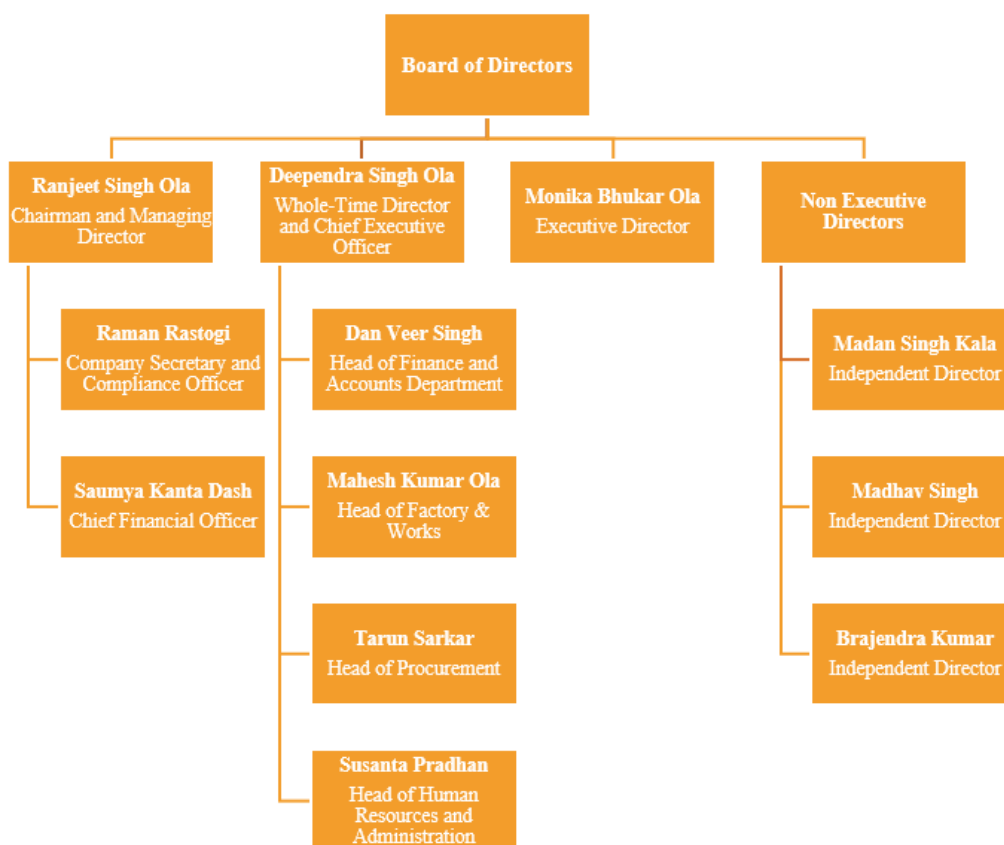 Board of Directors
Ranjeet Singh Ola
Chairman and Managing
Director
Deependra Singh Ola
Whole-Time Director
and Chief Executive
Officer
Monika Bhukar Ola
Executive Director
Non Executive
Directors
Raman Rastogi
Company Secretary and
Compliance Officer
Saumya Kanta Dash
Chief Financial Officer
Dan Veer Singh
Head of Finance and
Accounts Department
Mahesh Kumar Ola
Head of Factory &
Works
Tarun Sarkar
Head of Procurement
Susanta Pradhan
Head of Human
Resources and
Administration
Madan Singh Kala
Independent Director
Madhav Singh
Independent Director
Brajendra Kumar
Independent Director